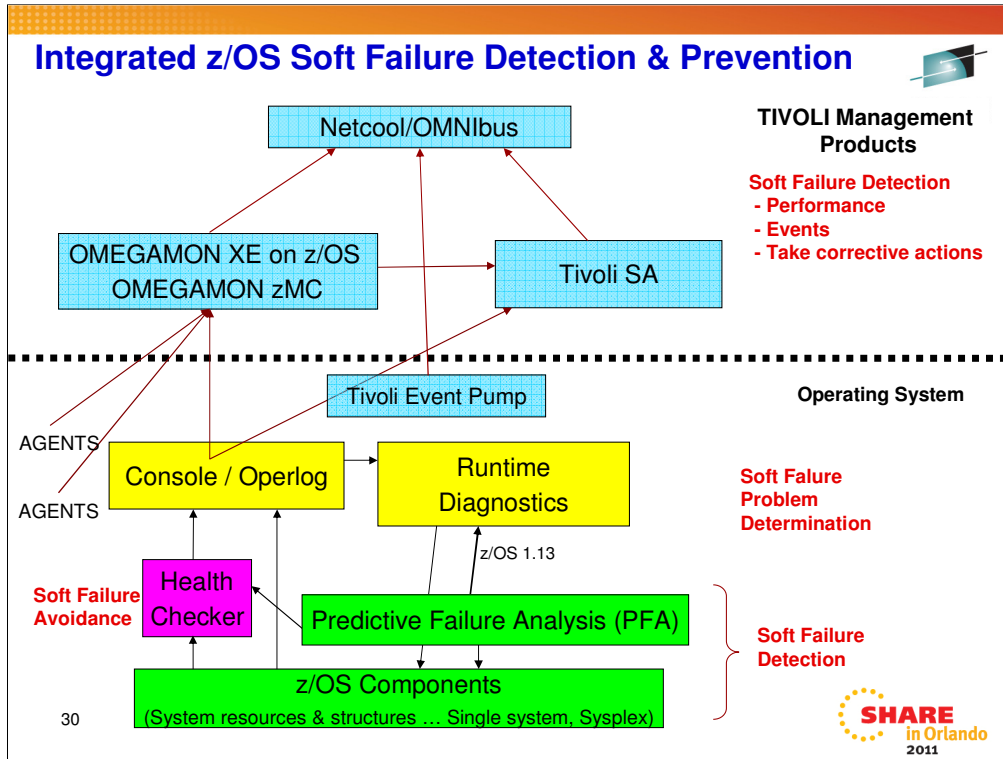 Integrated z/OS Soft Failure Detection & Prevention
Netcool/OMNIbus
TIVOLI Management
Products
Soft Failure Detection
- Performance
- Events
- Take corrective actions
OMEGAMON XE on z/OS
OMEGAMON zMC
Tivoli SA
Tivoli Event Pump
Operating System
AGENTS
AGENTS
Console / Operlog
Runtime
Diagnostics
Soft Falure
Problem
Determination
z/OS 1.13
Soft Failure
Avoidance
Health
Checker
Predictive Failure Analysis (PFA)
Soft Failure
Detection
z/OS Components
(System resources & structures … Single system, Sysplex)
30
SHARE
in Orlando
2011